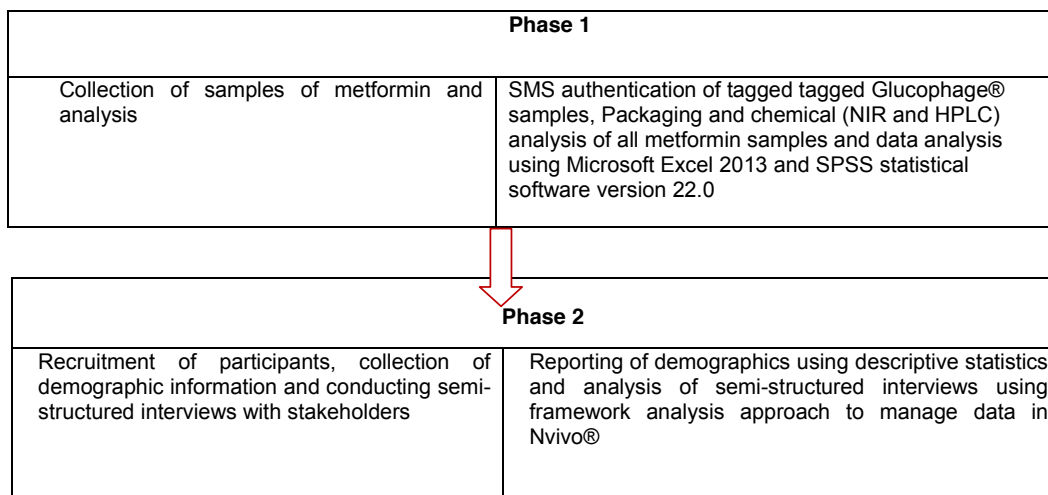 Phase 1
Collection of samples of metformin and
analysis
SMS authentication of tagged tagged Glucophage®
samples, Packaging and chemical (NIR and HPLC)
analysis of all metformin samples and data analysis
using Microsoft Excel 2013 and SPSS statistical
software version 22.0
Phase 2
Recruitment of participants, collection of
demographic information and conducting semi-
structured interviews with stakeholders
Reporting of demographics using descriptive statistics
and analysis of semi-structured interviews using
framework analysis approach to manage data in
Nvivo®